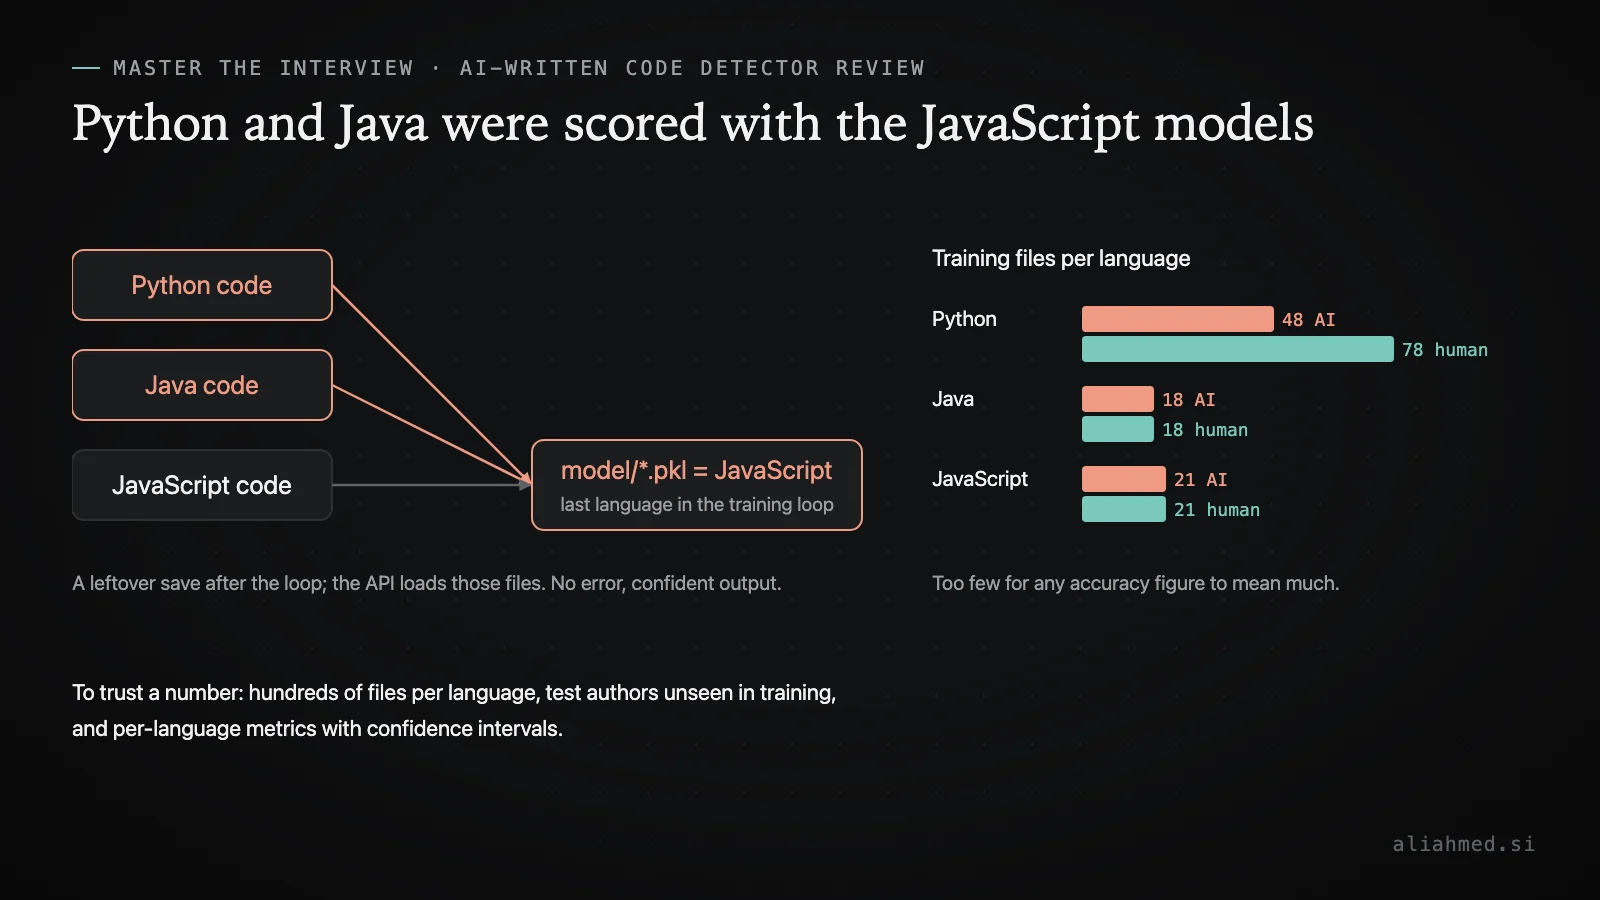 MASTER THE INTERVIEW · AI-WRITTEN CODE DETECTOR REVIEW
Python and Java were scored with the JavaScript models
Python code
Java code
JavaScript code
model/*.pkl = JavaScript
last language in the training loop
A leftover save after the loop; the API loads those files. No error, confident output.
Training files per language
Python
48 AI
78 human
Java
18 AI
18 human
JavaScript
21 AI
21 human
Too few for any accuracy figure to mean much.
To trust a number: hundreds of files per language, test authors unseen in training,
and per-language metrics with confidence intervals.
aliahmed.si